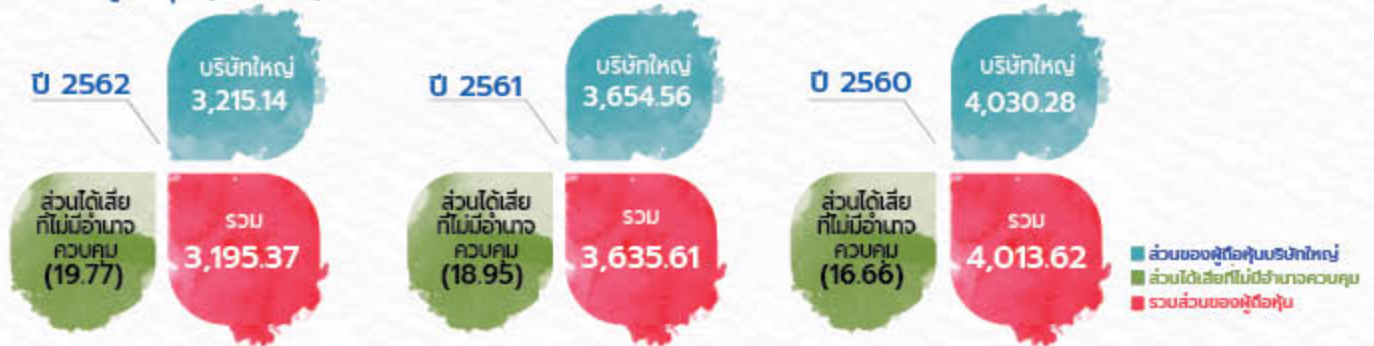 ปี 2562
บริษัทใหญ่
3,215.14
ส่วนได้เสีย
ที่ไม่มีอำนาจ
ควบคุม
(19.77)
รวม
3,195.37
ปี 2561
บริษัทใหญ่
3,654.56
ส่วนได้เสีย
ที่ไม่มีอำนาจ
ควบคุม
(18.95)
รวม
3,635.61
ปี 2560
บริษัทใหญ่
4,030.28
ส่วนได้เสีย
ที่ไม่มีอำนาจ
ควบคุม
(16.66)
รวม
4,013.62
ส่วนของผู้ถือหุ้นบริษัทใหญ่
ส่วนได้เสียที่ไม่มีอำนาจควบคุม
รวมส่วนของผู้ถือหุ้น